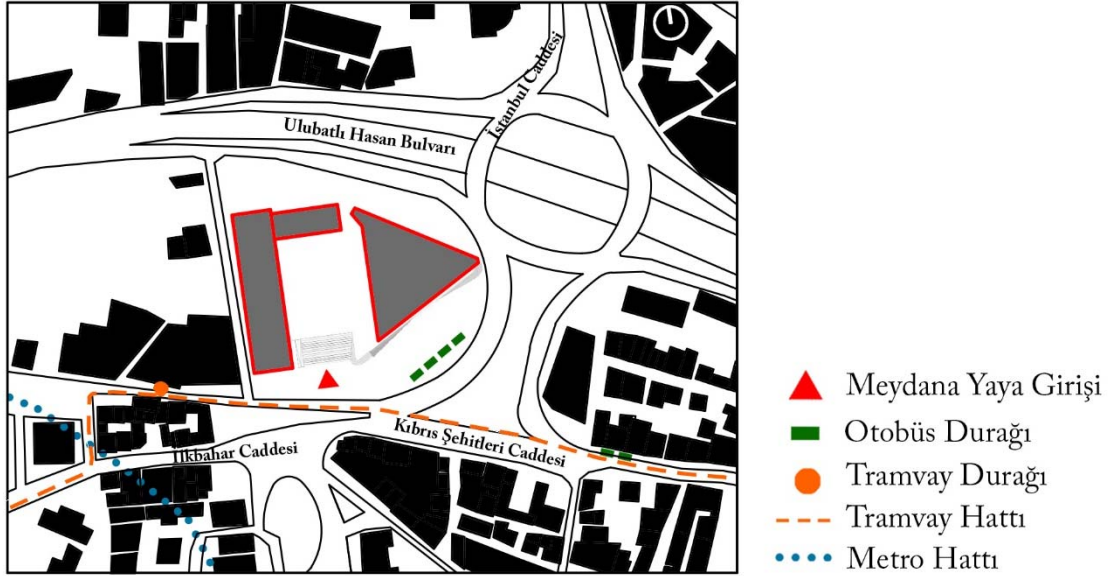 İstanbul Caddesi
Ulubatlı Hasan Bulvarı
Kıbrıs Şehitleri Caddesi
İlkbahar Caddesi
Meydana Yaya Girişi
Otobüs Durağı
Tramvay Durağı
Tramvay Hattı
Metro Hattı